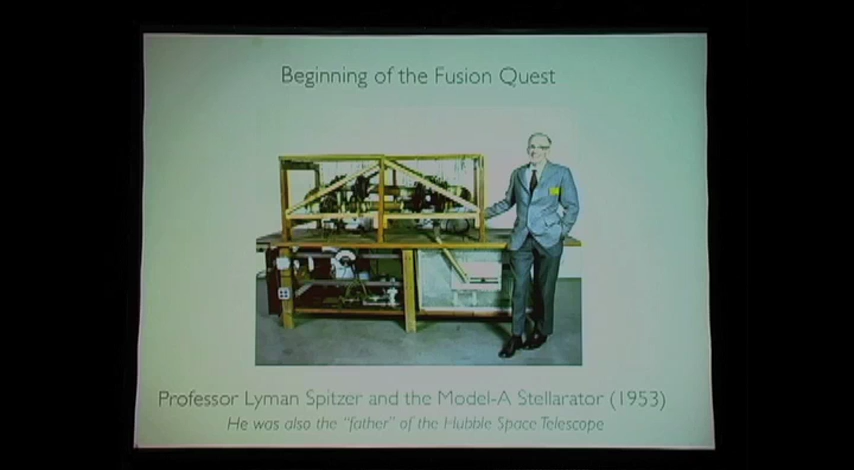 Beginning of the Fusion Quest
Professor Lyman Spitzer and the Model-A Stellarator (1953)
He was also the "father" of the Hubble Space Telescope